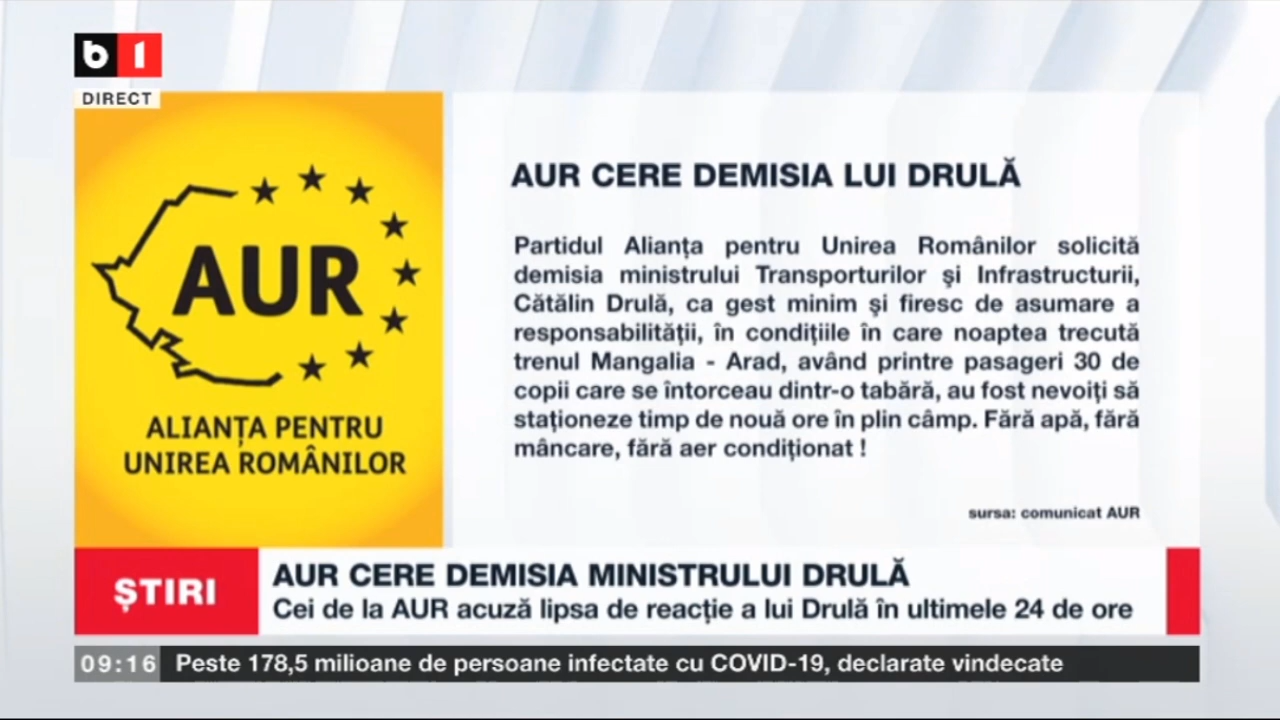 b 1
DIRECT
AUR
ALIANȚA PENTRU
UNIREA ROMÂNILOR
AUR CERE DEMISIA LUI DRULĂ
Partidul Alianța pentru Unirea Românilor solicită
demisia ministrului Transporturilor și Infrastructurii,
Cătălin Drulă, ca gest minim și firesc de asumare a
responsabilității, în condițiile în care noaptea trecută
trenul Mangalia - Arad, având printre pasageri 30 de
copii care se întorceau dintr-o tabără, au fost nevoiți să
staționeze timp de nouă ore în plin câmp. Fără apă, fără
mâncare, fără aer condiționat !
sursa: comunicat AUR
ȘTIRI
AUR CERE DEMISIA MINISTRULUI DRULĂ
Cei de la AUR acuză lipsa de reacție a lui Drulă în ultimele 24 de ore
09:16 Peste 178,5 milioane de persoane infectate cu COVID-19, declarate vindecate